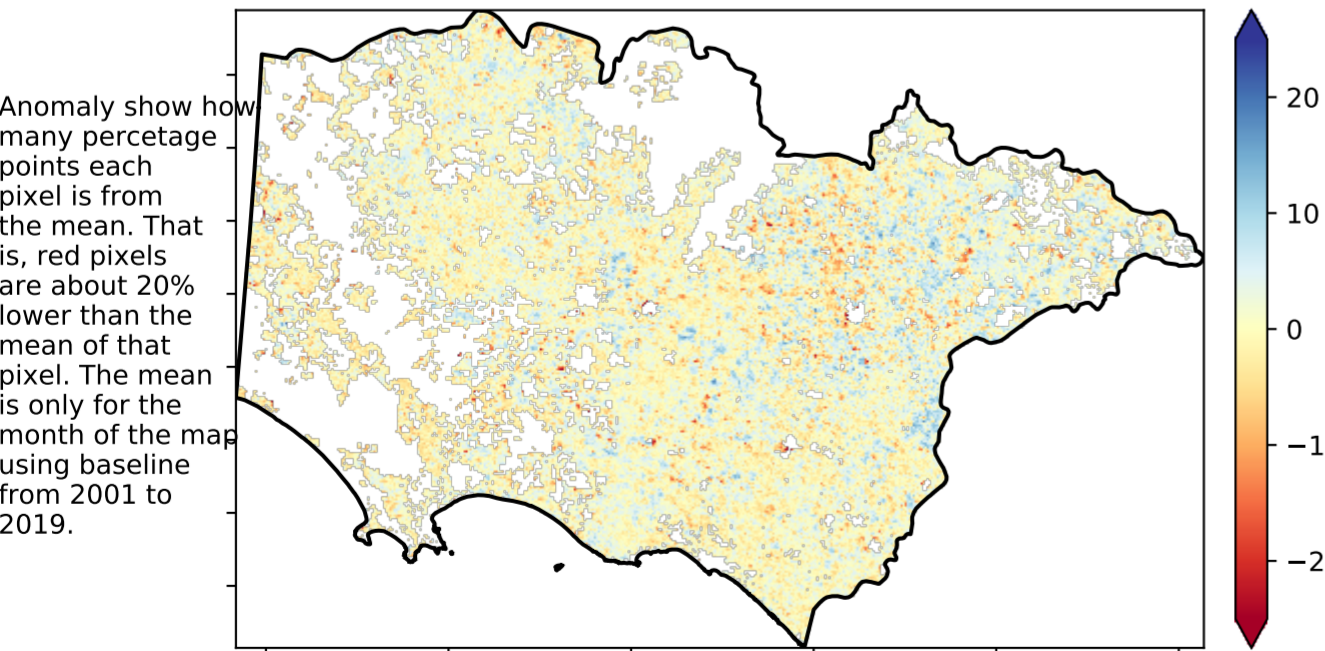 Anomaly show how
many percetage
points each
pixel is from
the mean. That
is, red pixels
are about 20%
lower than the
mean of that
pixel. The mean
is only for the
month of the map
using baseline
from 2001 to
2019.
20
10
0
−1
−2